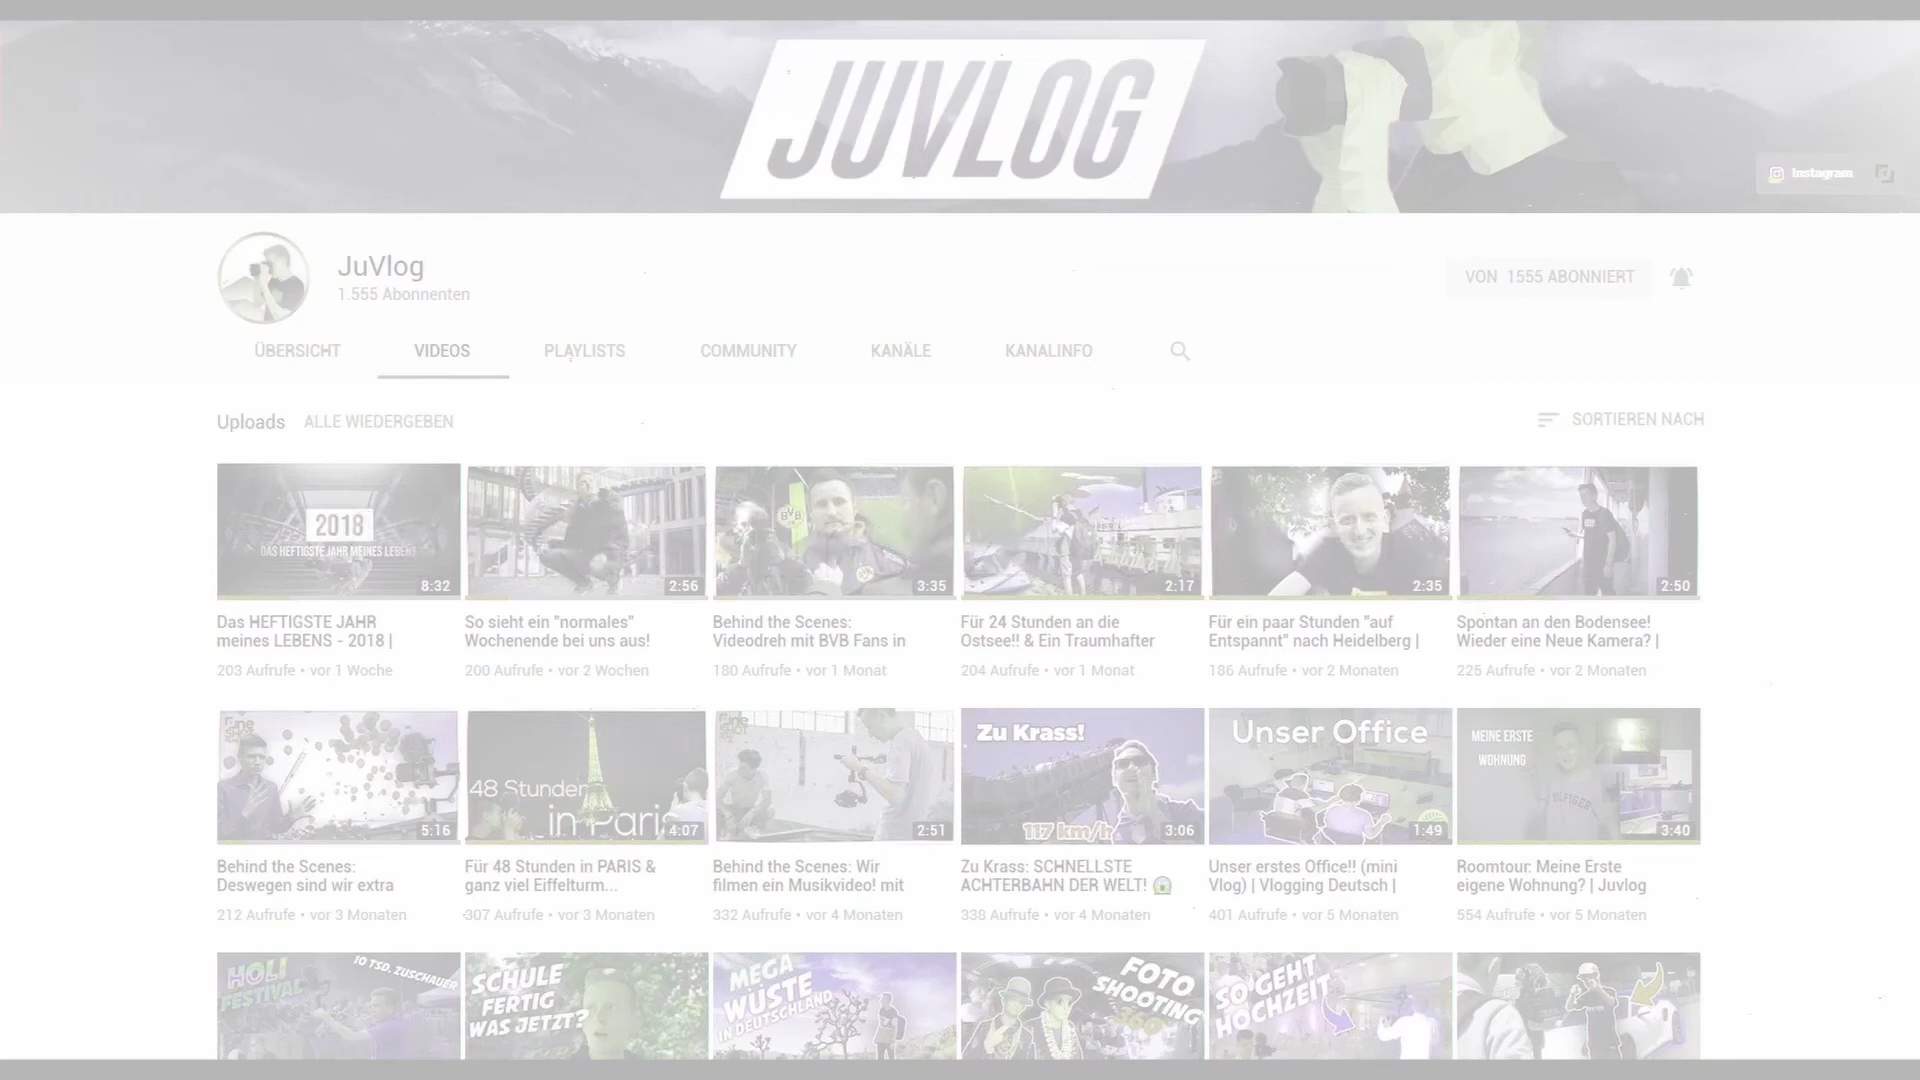 JUVLOG
Instagram
JuVlog
1.555 Abonnenten
VON 1555 ABONNIERT
ÜBERSICHT VIDEOS PLAYLISTS COMMUNITY KANÄLE KANALINFO
Uploads ALLE WIEDERGEBEN
SORTIEREN NACH
2018
DAS HEFTIGSTE JAHR MEINES LEBENS
8:32
2:56
BVB
3:35
2:17
2:35
2:50
Das HEFTIGSTE JAHR
meines LEBENS - 2018 |
203 Aufrufe • vor 1 Woche
So sieht ein "normales"
Wochenende bei uns aus!
200 Aufrufe • vor 2 Wochen
Behind the Scenes:
Videodreh mit BVB Fans in
180 Aufrufe • vor 1 Monat
Für 24 Stunden an die
Ostsee!! & Ein Traumhafter
204 Aufrufe • vor 1 Monat
Für ein paar Stunden "auf
Entspannt" nach Heidelberg |
186 Aufrufe • vor 2 Monaten
Spontan an den Bodensee!
Wieder eine Neue Kamera? |
225 Aufrufe • vor 2 Monaten
5:16
48 Stunden
in Paris
4:07
2:51
Zu Krass!
117 km/h
3:06
Unser Office
1:49
MEINE ERSTE
WOHNUNG
3:40
Behind the Scenes:
Deswegen sind wir extra
212 Aufrufe • vor 3 Monaten
Für 48 Stunden in PARIS &
ganz viel Eiffelturm...
307 Aufrufe • vor 3 Monaten
Behind the Scenes: Wir
filmen ein Musikvideo! mit
332 Aufrufe • vor 4 Monaten
Zu Krass: SCHNELLSTE
ACHTERBAHN DER WELT! 😱
338 Aufrufe • vor 4 Monaten
Unser erstes Office!! (mini
Vlog) | Vlogging Deutsch |
401 Aufrufe • vor 5 Monaten
Roomtour: Meine Erste
eigene Wohnung? | Juvlog
554 Aufrufe • vor 5 Monaten
HOLI
FESTIVAL
10 TSD. ZUSCHAUER
SCHULE
FERTIG
WAS JETZT?
MEGA
WÜSTE
IN DEUTSCHLAND
FOTO
SHOOTING
360°
SO GEHT
HOCHZEIT